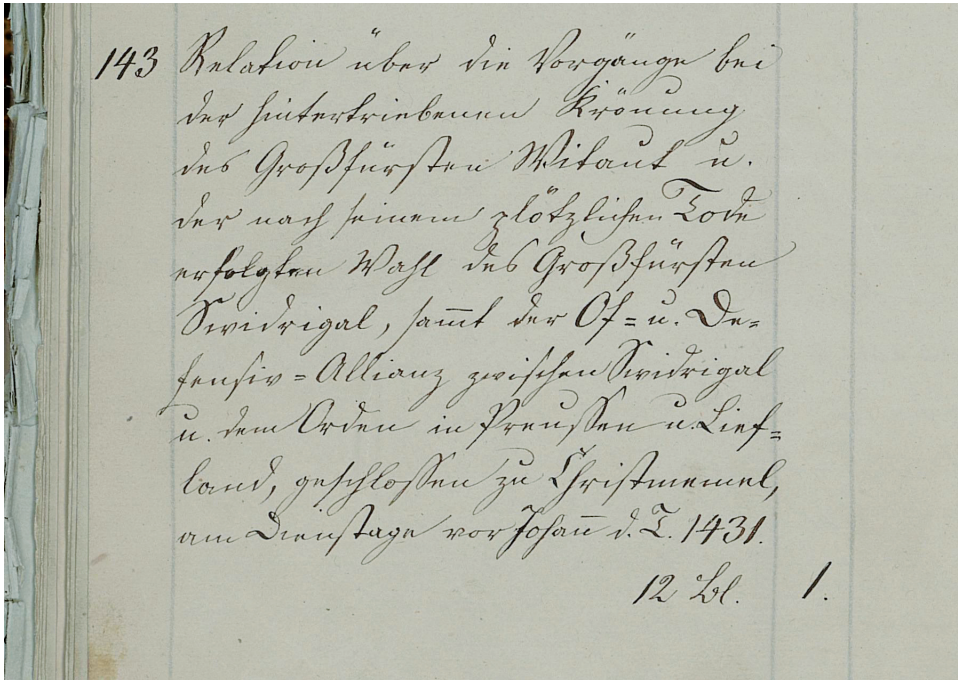 143 Relation über die Vorgänge bei
der hintertriebenen Krönung
des Großfürsten Witaut u.
der nach seinem plötzlichen Tode
erfolgten Wahl des Großfürsten
Swidrigal, sam̅t der Of= u. De=
fensiv=Allianz zwischen Swidrigal
u. dem Orden in Preussen u. Lief=
land, geschlossen zu Christmemel,
am Dienstage vor Johan̅ d. T. 1431.
12 Bl. 1.